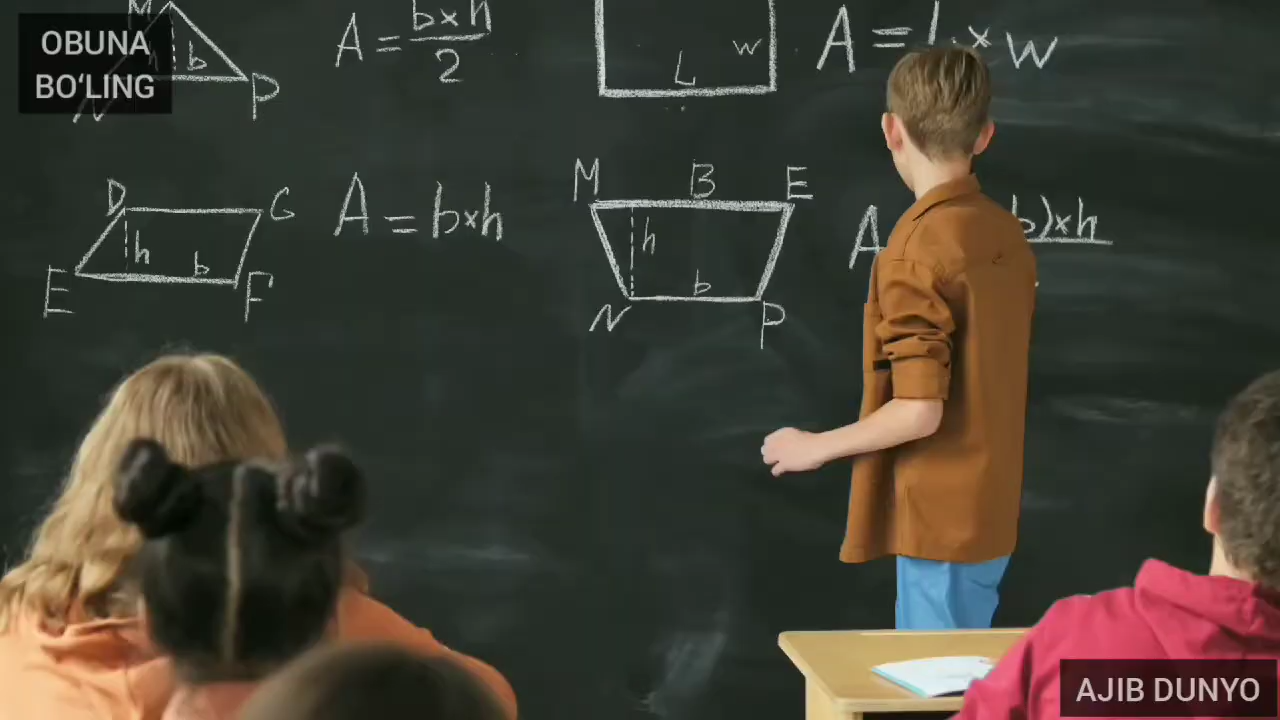 OBUNA
BO‘LING
M
h b
N P
A = b×h
2
L w
A = L × w
D G
h
b
E F
A = b×h
M B E
h
b
N P
A b)×h
AJIB DUNYO